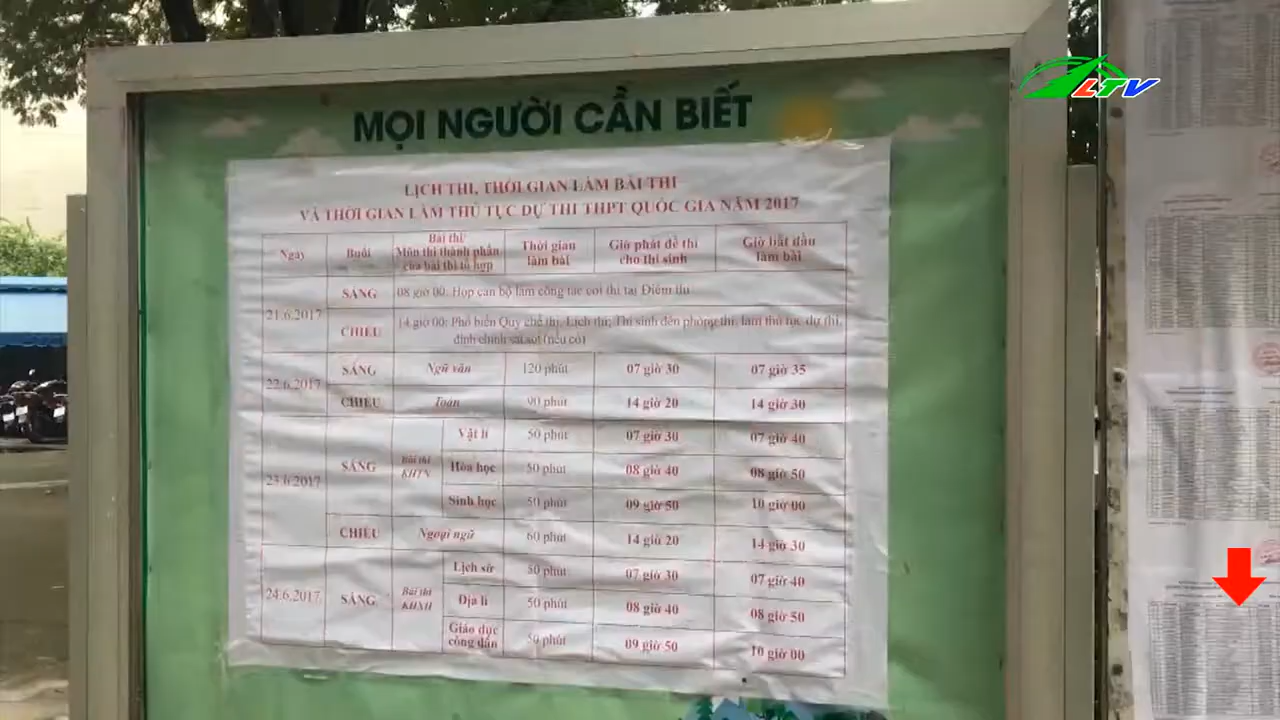 LTV
MỌI NGƯỜI CẦN BIẾT
LỊCH THI, THỜI GIAN LÀM BÀI THI
VÀ THỜI GIAN LÀM THỦ TỤC DỰ THI THPT QUỐC GIA NĂM 2017
Ngày Buổi Bài thi/ Môn thi thành phần của bài thi tổ hợp Thời gian làm bài Giờ phát đề thi cho thí sinh Giờ bắt đầu làm bài
21.6.2017 SÁNG 08 giờ 00: Họp cán bộ làm công tác coi thi tại Điểm thi
CHIỀU 14 giờ 00: Phổ biến Quy chế thi, Lịch thi; Thí sinh đến phòng thi, làm thủ tục dự thi,
đính chính sai sót (nếu có)
22.6.2017 SÁNG Ngữ văn 120 phút 07 giờ 30 07 giờ 35
CHIỀU Toán 90 phút 14 giờ 20 14 giờ 30
23.6.2017 SÁNG Bài thi KHTN Vật lí 50 phút 07 giờ 30 07 giờ 40
Hóa học 50 phút 08 giờ 40 08 giờ 50
Sinh học 50 phút 09 giờ 50 10 giờ 00
CHIỀU Ngoại ngữ 60 phút 14 giờ 20 14 giờ 30
24.6.2017 SÁNG Bài thi KHXH Lịch sử 50 phút 07 giờ 30 07 giờ 40
Địa lí 50 phút 08 giờ 40 08 giờ 50
Giáo dục công dân 50 phút 09 giờ 50 10 giờ 00